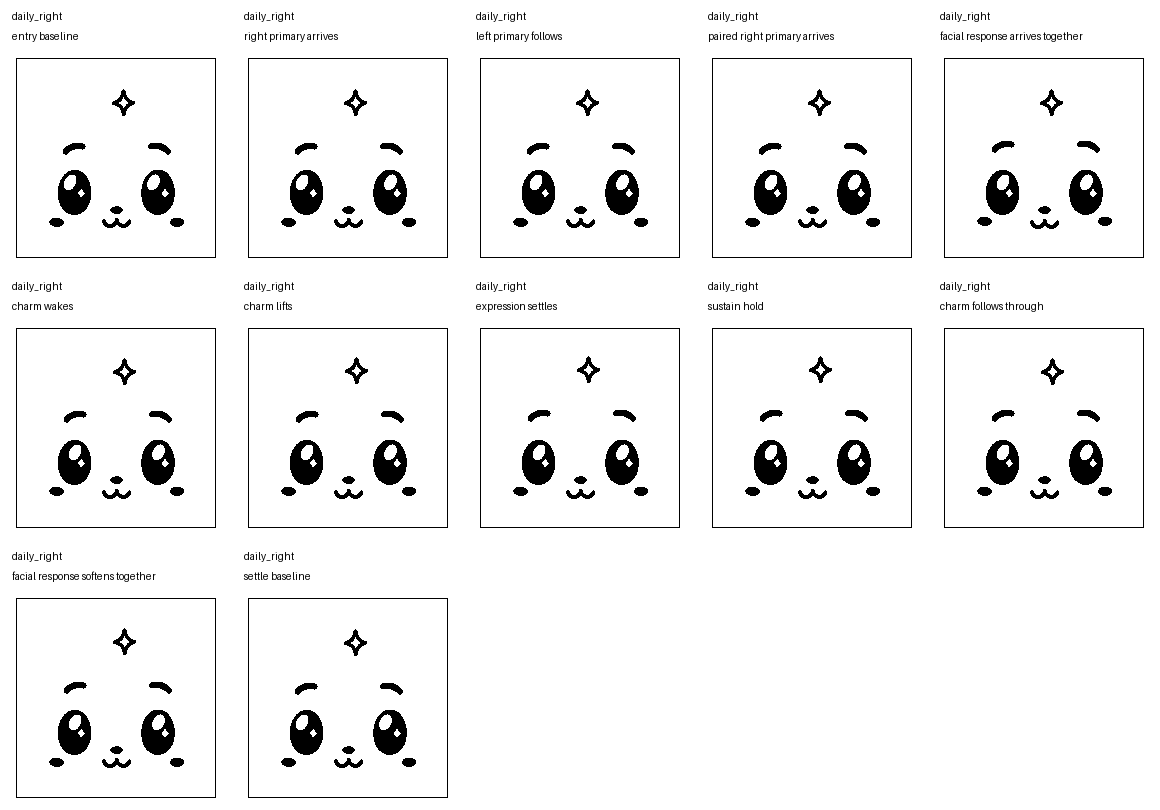 daily_right
entry baseline
daily_right
right primary arrives
daily_right
left primary follows
daily_right
paired right primary arrives
daily_right
facial response arrives together
daily_right
charm wakes
daily_right
charm lifts
daily_right
expression settles
daily_right
sustain hold
daily_right
charm follows through
daily_right
facial response softens together
daily_right
settle baseline